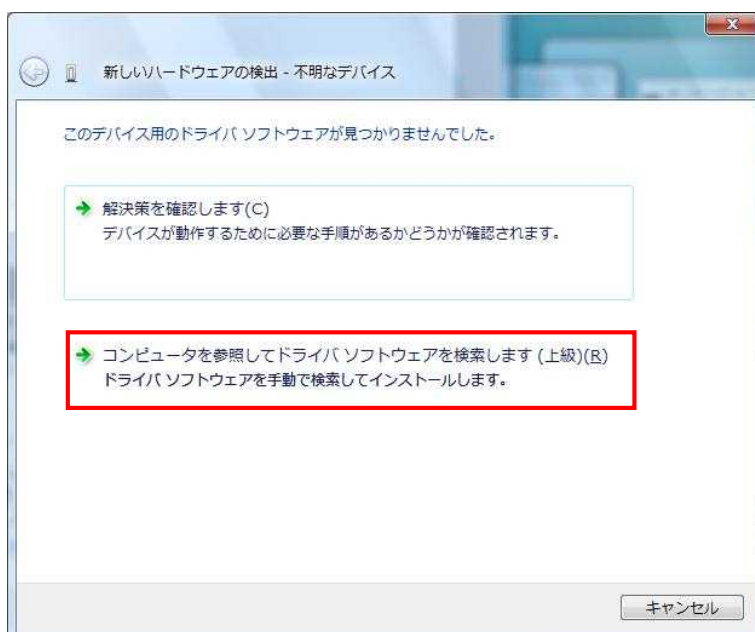 新しいハードウェアの検出 - 不明なデバイス
このデバイス用のドライバ ソフトウェアが見つかりませんでした。
解決策を確認します(C)
デバイスが動作するために必要な手順があるかどうかが確認されます。
コンピュータを参照してドライバ ソフトウェアを検索します (上級)(R)
ドライバ ソフトウェアを手動で検索してインストールします。
キャンセル